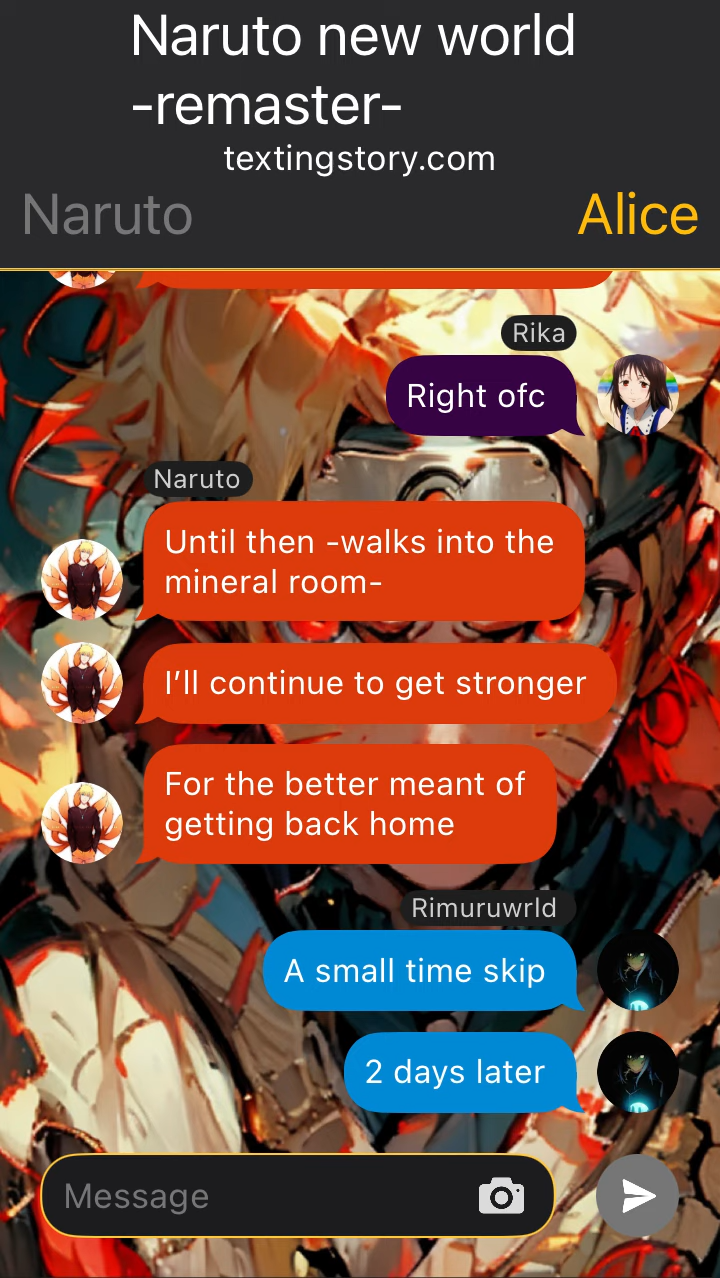 Naruto new world
-remaster-
textingstory.com
Naruto
Alice
Rika
Right ofc
Naruto
Until then -walks into the
mineral room-
I’ll continue to get stronger
For the better meant of
getting back home
Rimuruwrld
A small time skip
2 days later
Message